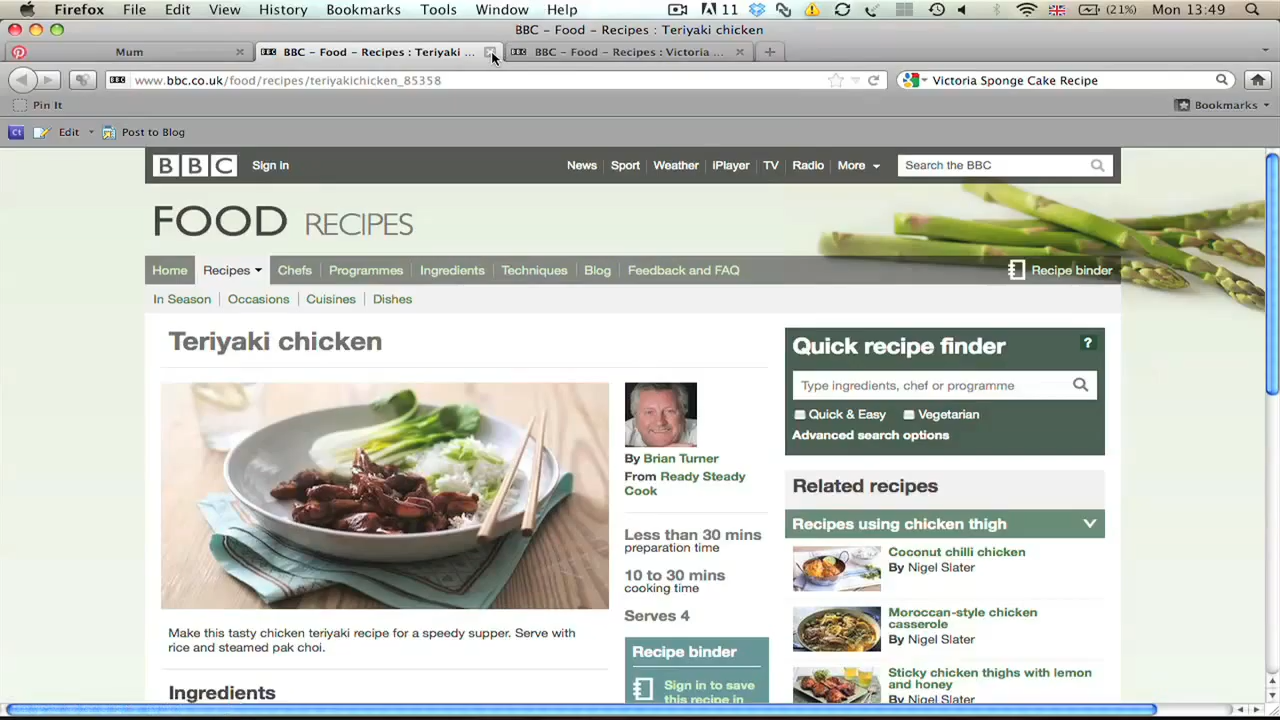 Firefox File Edit View History Bookmarks Tools Window Help 11 (21%) Mon 13:49
BBC – Food – Recipes : Teriyaki chicken
Mum BBC BBC – Food – Recipes : Teriyaki ... BBC BBC – Food – Recipes : Victoria ...
BBC www.bbc.co.uk/food/recipes/teriyakichicken_85358 Victoria Sponge Cake Recipe
Pin It Bookmarks
Ct Edit Post to Blog
BBC Sign in News Sport Weather iPlayer TV Radio More Search the BBC
FOOD RECIPES
Home Recipes Chefs Programmes Ingredients Techniques Blog Feedback and FAQ Recipe binder
In Season Occasions Cuisines Dishes
Teriyaki chicken
By Brian Turner
From Ready Steady
Cook
Less than 30 mins
preparation time
10 to 30 mins
cooking time
Serves 4
Recipe binder
Sign in to save
this recipe in
Make this tasty chicken teriyaki recipe for a speedy supper. Serve with
rice and steamed pak choi.
Ingredients
Quick recipe finder ?
Type ingredients, chef or programme
Quick & Easy Vegetarian
Advanced search options
Related recipes
Recipes using chicken thigh
Coconut chilli chicken
By Nigel Slater
Moroccan-style chicken
casserole
By Nigel Slater
Sticky chicken thighs with lemon
and honey
By Nigel Slater